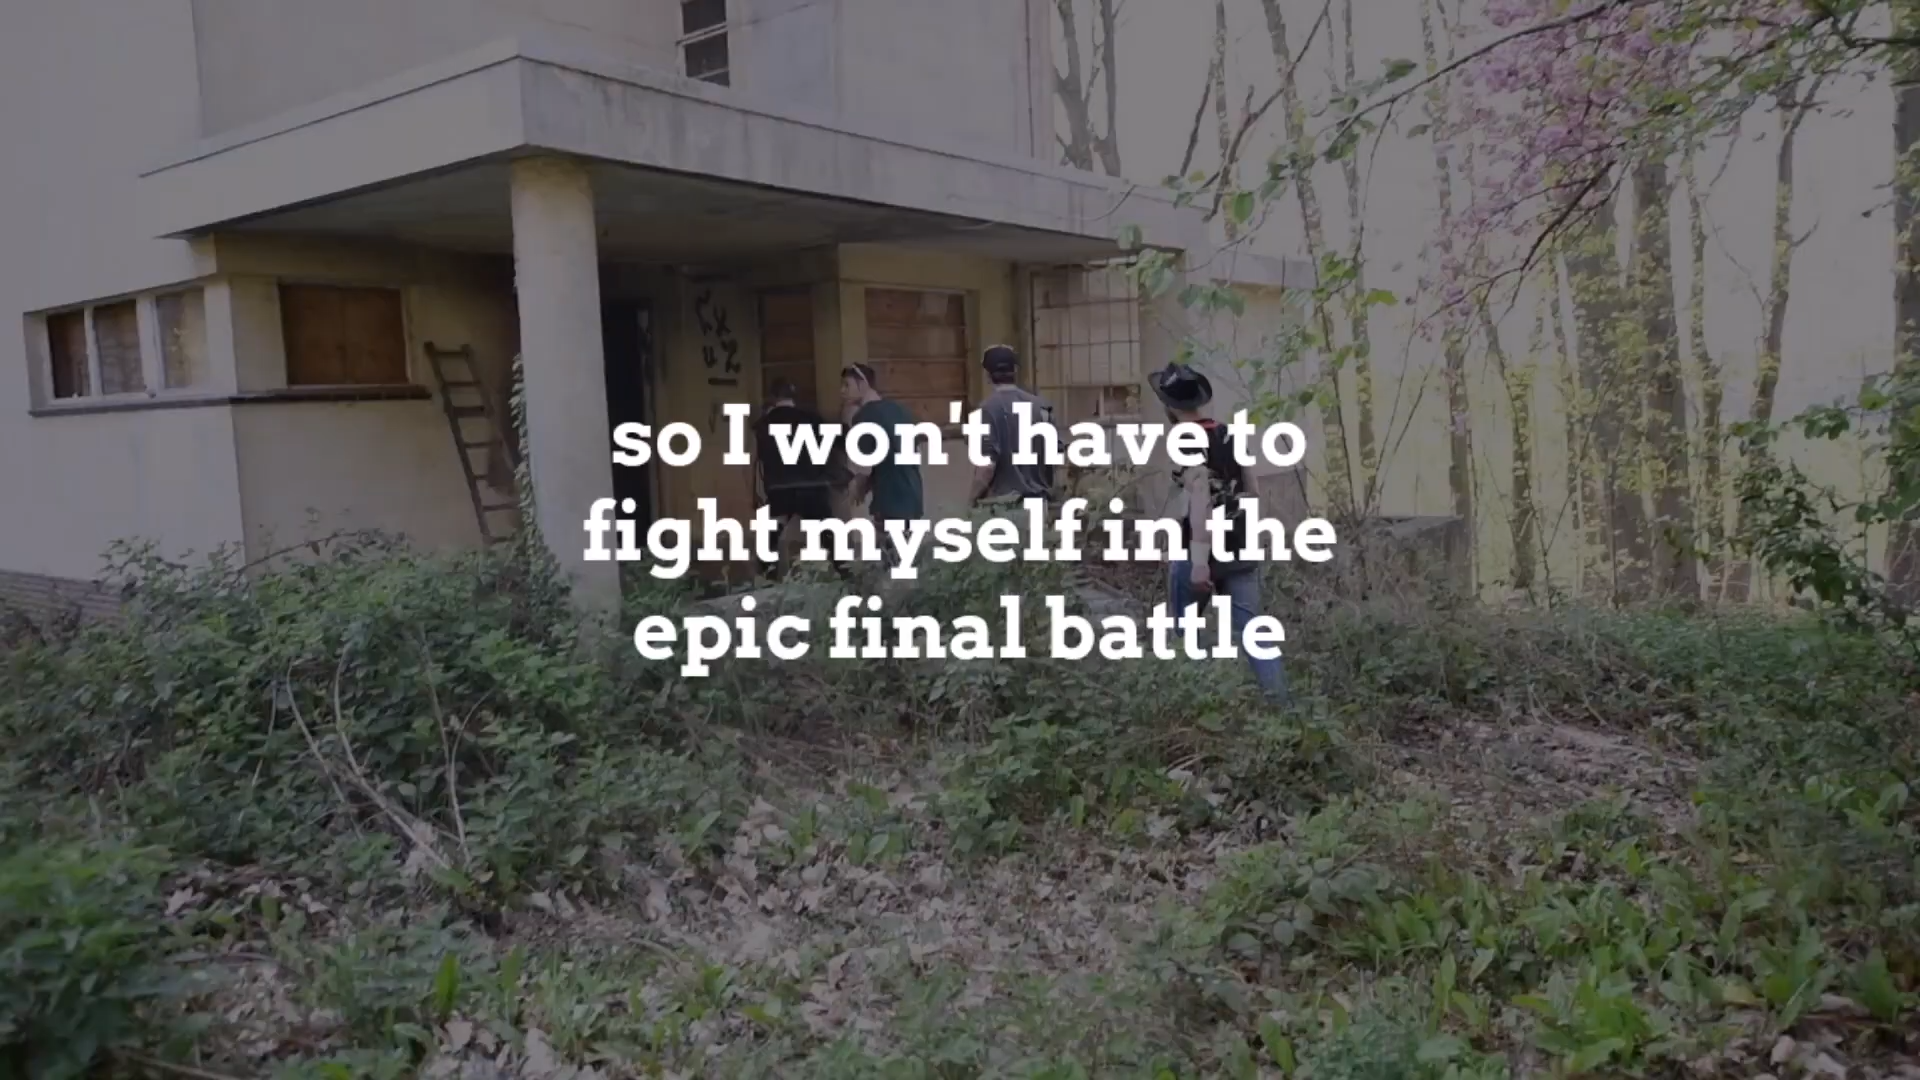 so I won't have to
fight myself in the
epic final battle